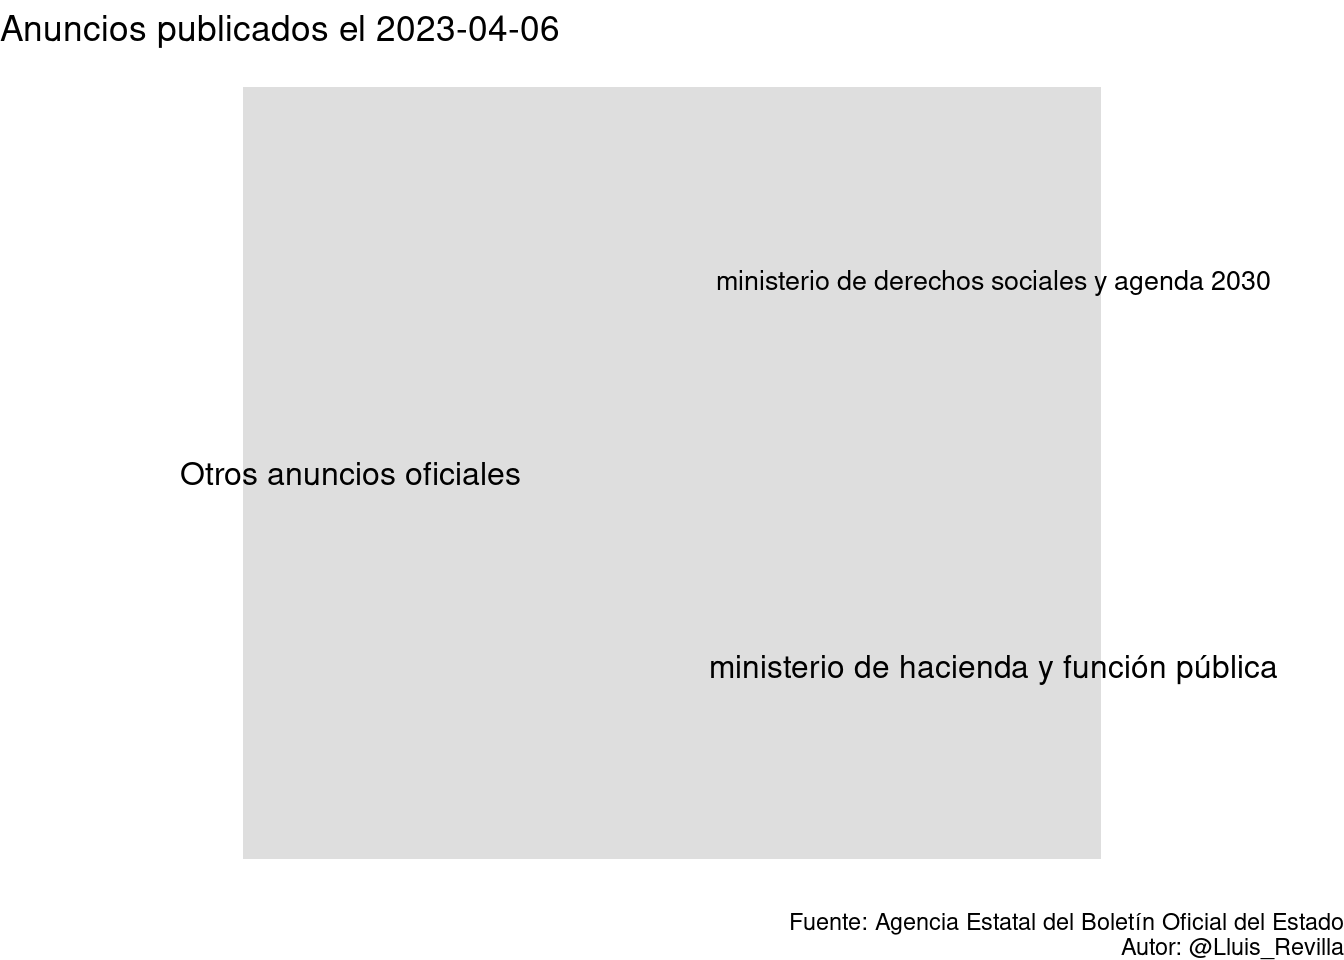 Anuncios publicados el 2023-04-06
ministerio de derechos sociales y agenda 2030
Otros anuncios oficiales
ministerio de hacienda y función pública
Fuente: Agencia Estatal del Boletín Oficial del Estado
Autor: @Lluis_Revilla